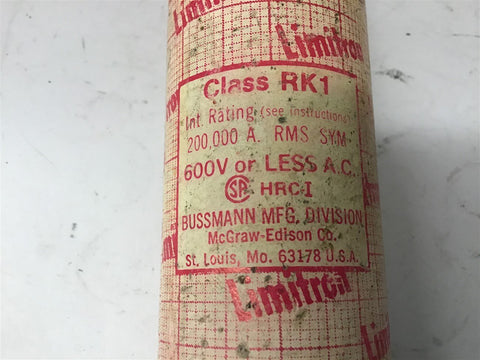 Limitron
Class RK1
Int. Rating (see instructions)
200,000 A. RMS SYM.
600V or LESS A.C.
SP HRC-I
BUSSMANN MFG. DIVISION
McGraw-Edison Co.
St. Louis, Mo. 63178 U.S.A.
Limitron